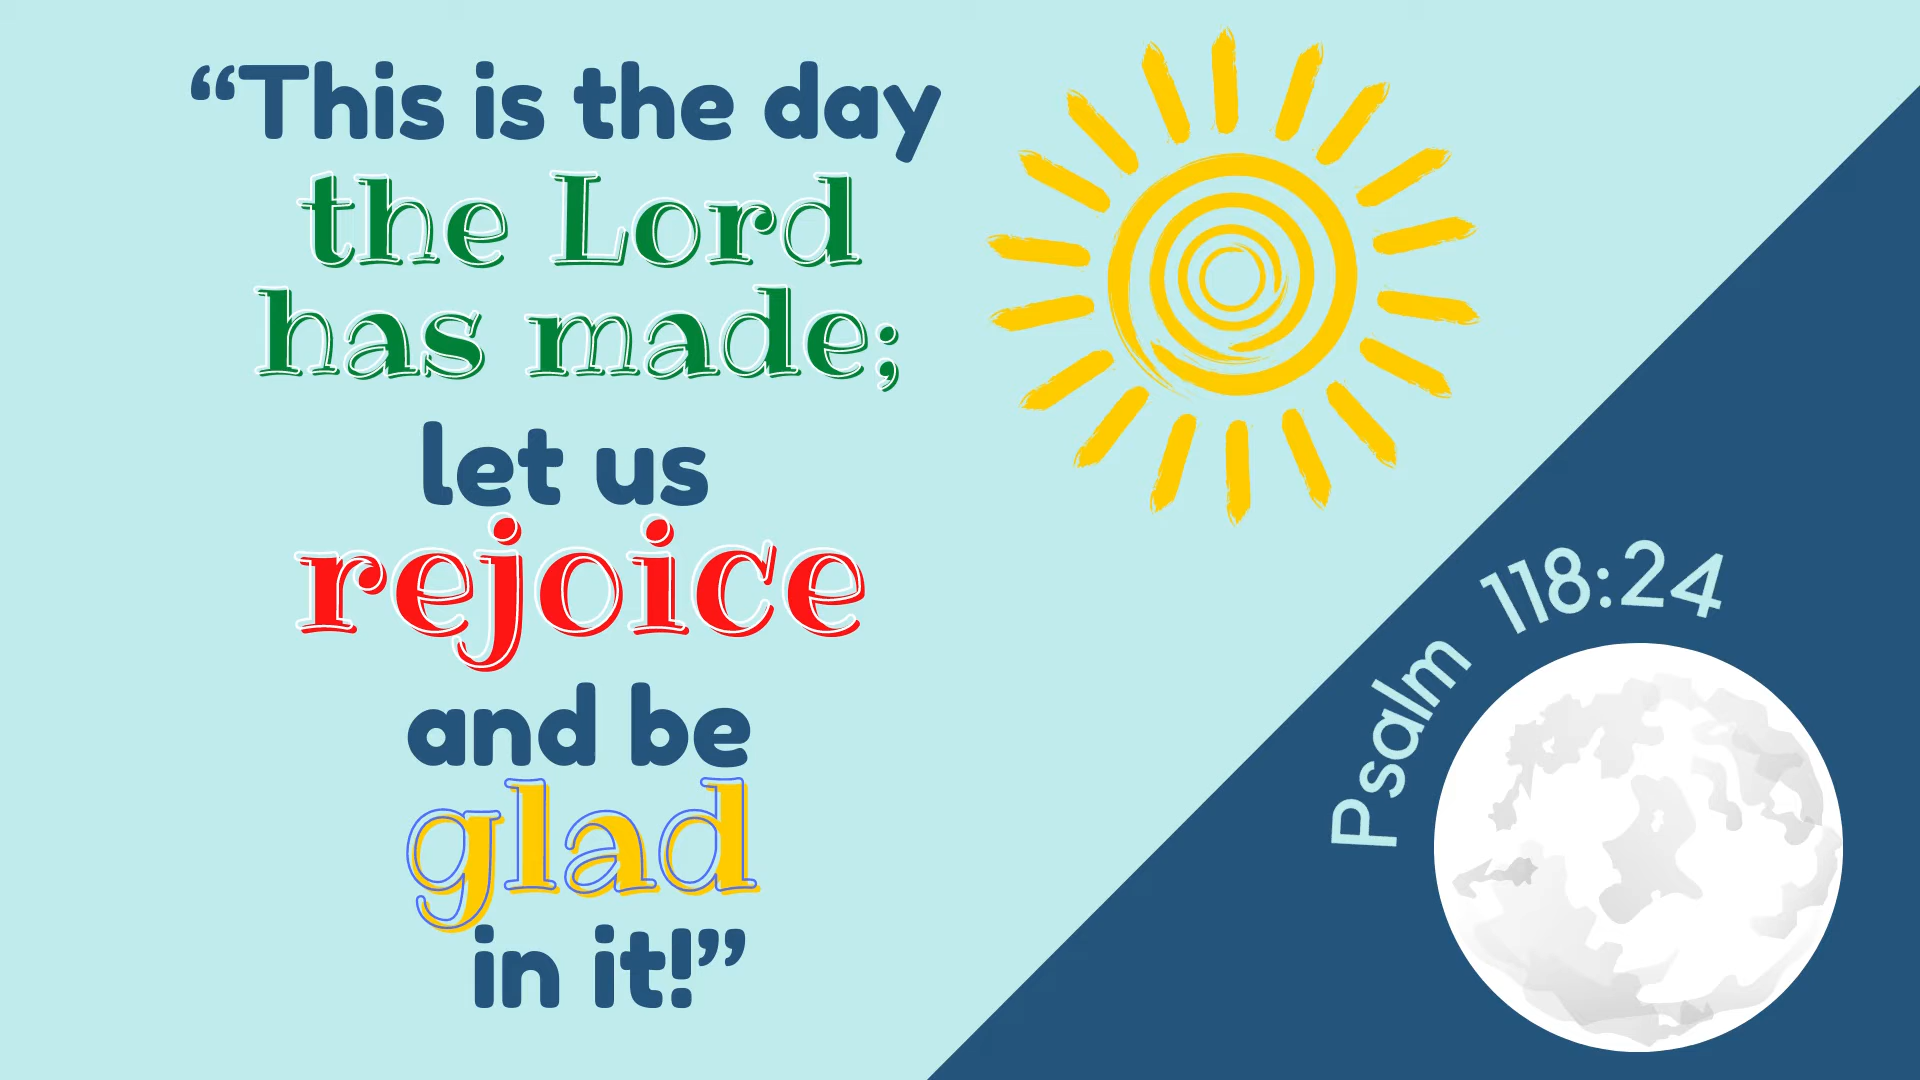 “This is the day
the Lord
has made;
let us
rejoice
and be
glad
in it!”
Psalm 118:24